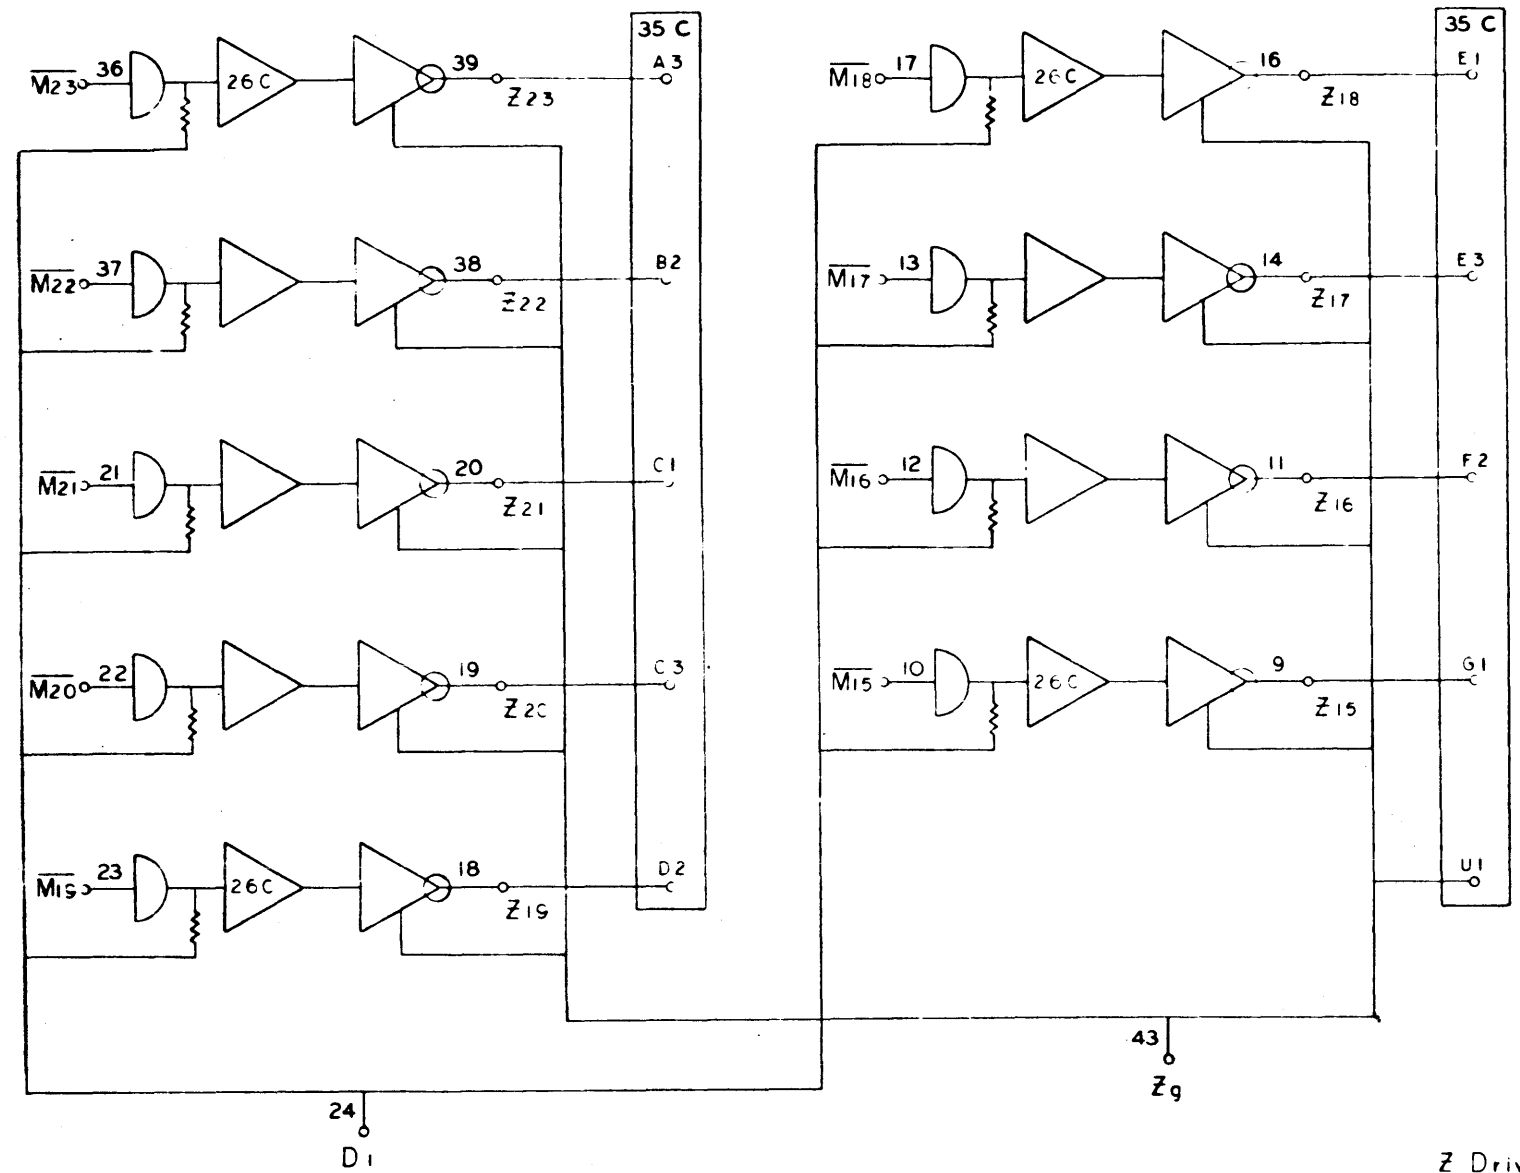 35 C
M23 36 26C 39 Z23 A3
M22 37 38 Z22 B2
M21 21 20 Z21 C1
M20 22 19 Z20 C3
M19 23 26C 18 Z19 D2
24
D1
35 C
M18 17 26C 16 Z18 E1
M17 13 14 Z17 E3
M16 12 11 Z16 F2
M15 10 26C 9 Z15 G1
U1
43
Zg
Z Driv